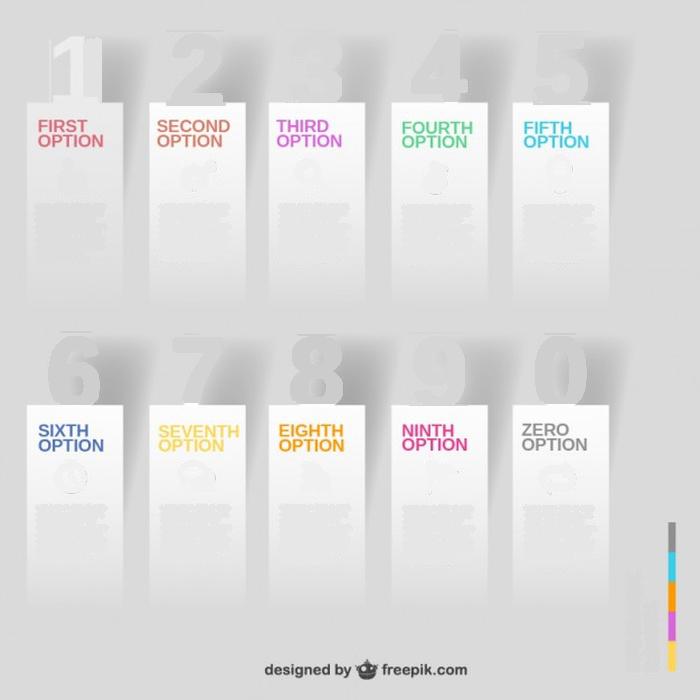 1 2 3 4 5
FIRST OPTION
SECOND OPTION
THIRD OPTION
FOURTH OPTION
FIFTH OPTION
6 7 8 9 0
SIXTH OPTION
SEVENTH OPTION
EIGHTH OPTION
NINTH OPTION
ZERO OPTION
designed by freepik.com